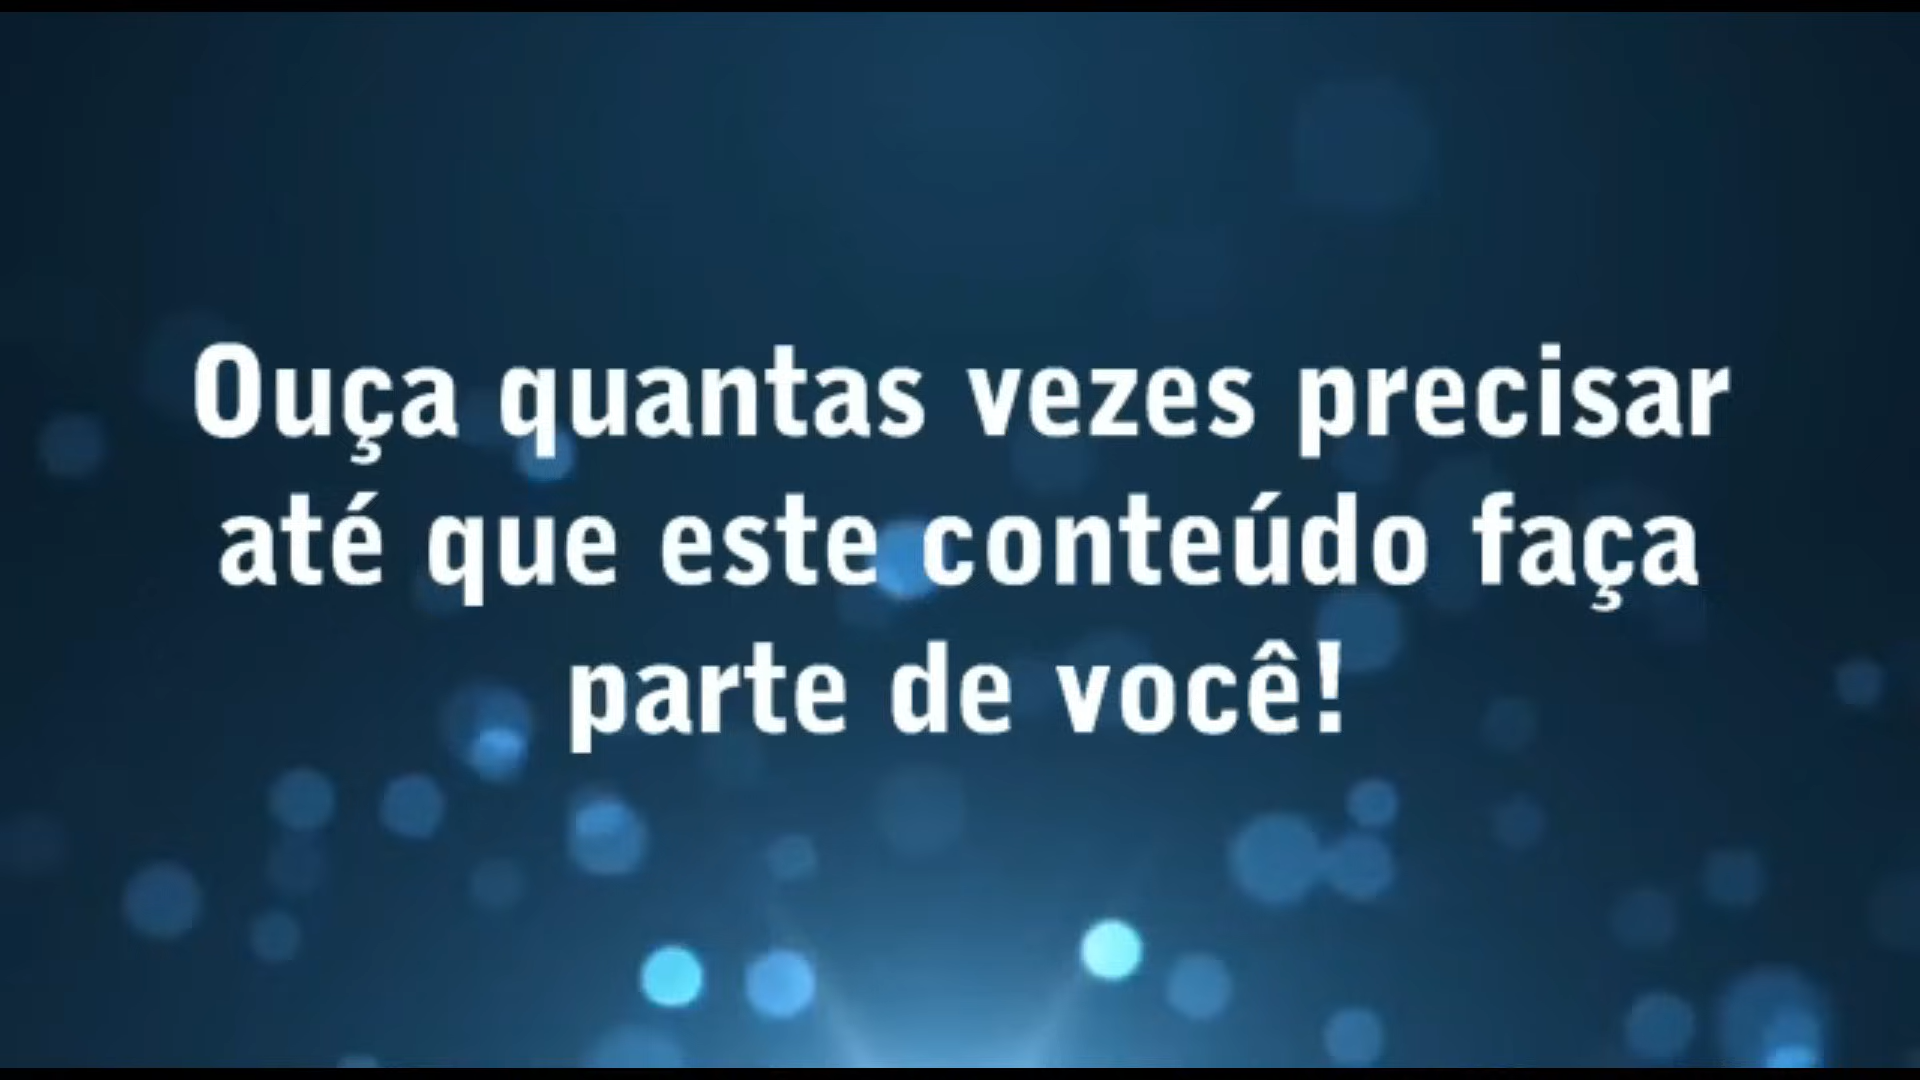 Ouça quantas vezes precisar
até que este conteúdo faça
parte de você!